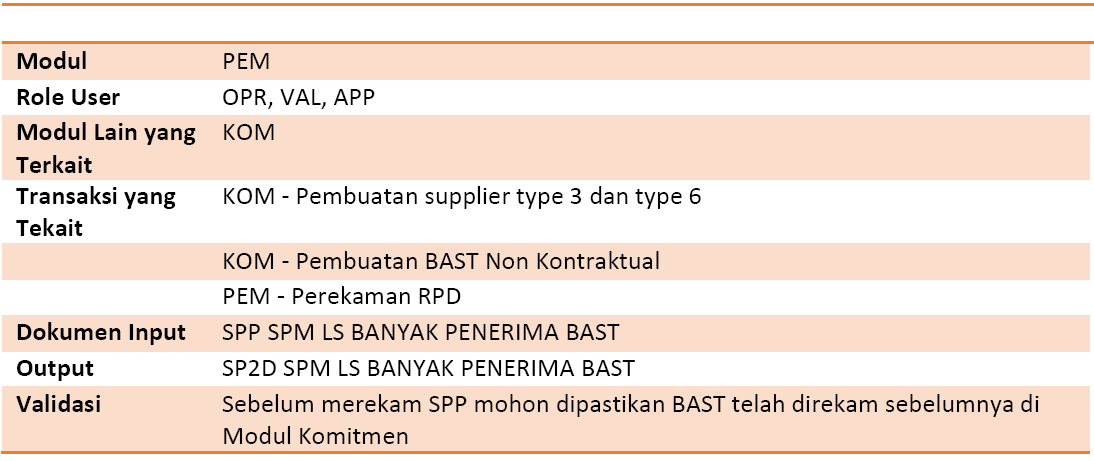 Modul PEM
Role User OPR, VAL, APP
Modul Lain yang KOM
Terkait
Transaksi yang KOM - Pembuatan supplier type 3 dan type 6
Tekait
KOM - Pembuatan BAST Non Kontraktual
PEM - Perekaman RPD
Dokumen Input SPP SPM LS BANYAK PENERIMA BAST
Output SP2D SPM LS BANYAK PENERIMA BAST
Validasi Sebelum merekam SPP mohon dipastikan BAST telah direkam sebelumnya di
Modul Komitmen